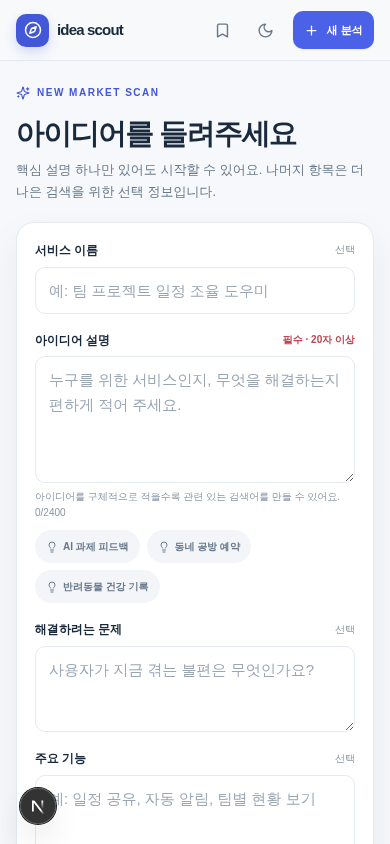 idea scout
새 분석
NEW MARKET SCAN
아이디어를 들려주세요
핵심 설명 하나만 있어도 시작할 수 있어요. 나머지 항목은 더
나은 검색을 위한 선택 정보입니다.
서비스 이름 선택
예: 팀 프로젝트 일정 조율 도우미
아이디어 설명 필수 · 20자 이상
누구를 위한 서비스인지, 무엇을 해결하는지
편하게 적어 주세요.
아이디어를 구체적으로 적을수록 관련 있는 검색어를 만들 수 있어요.
0/2400
AI 과제 피드백 동네 공방 예약
반려동물 건강 기록
해결하려는 문제 선택
사용자가 지금 겪는 불편은 무엇인가요?
주요 기능 선택
예: 일정 공유, 자동 알림, 팀별 현황 보기
N